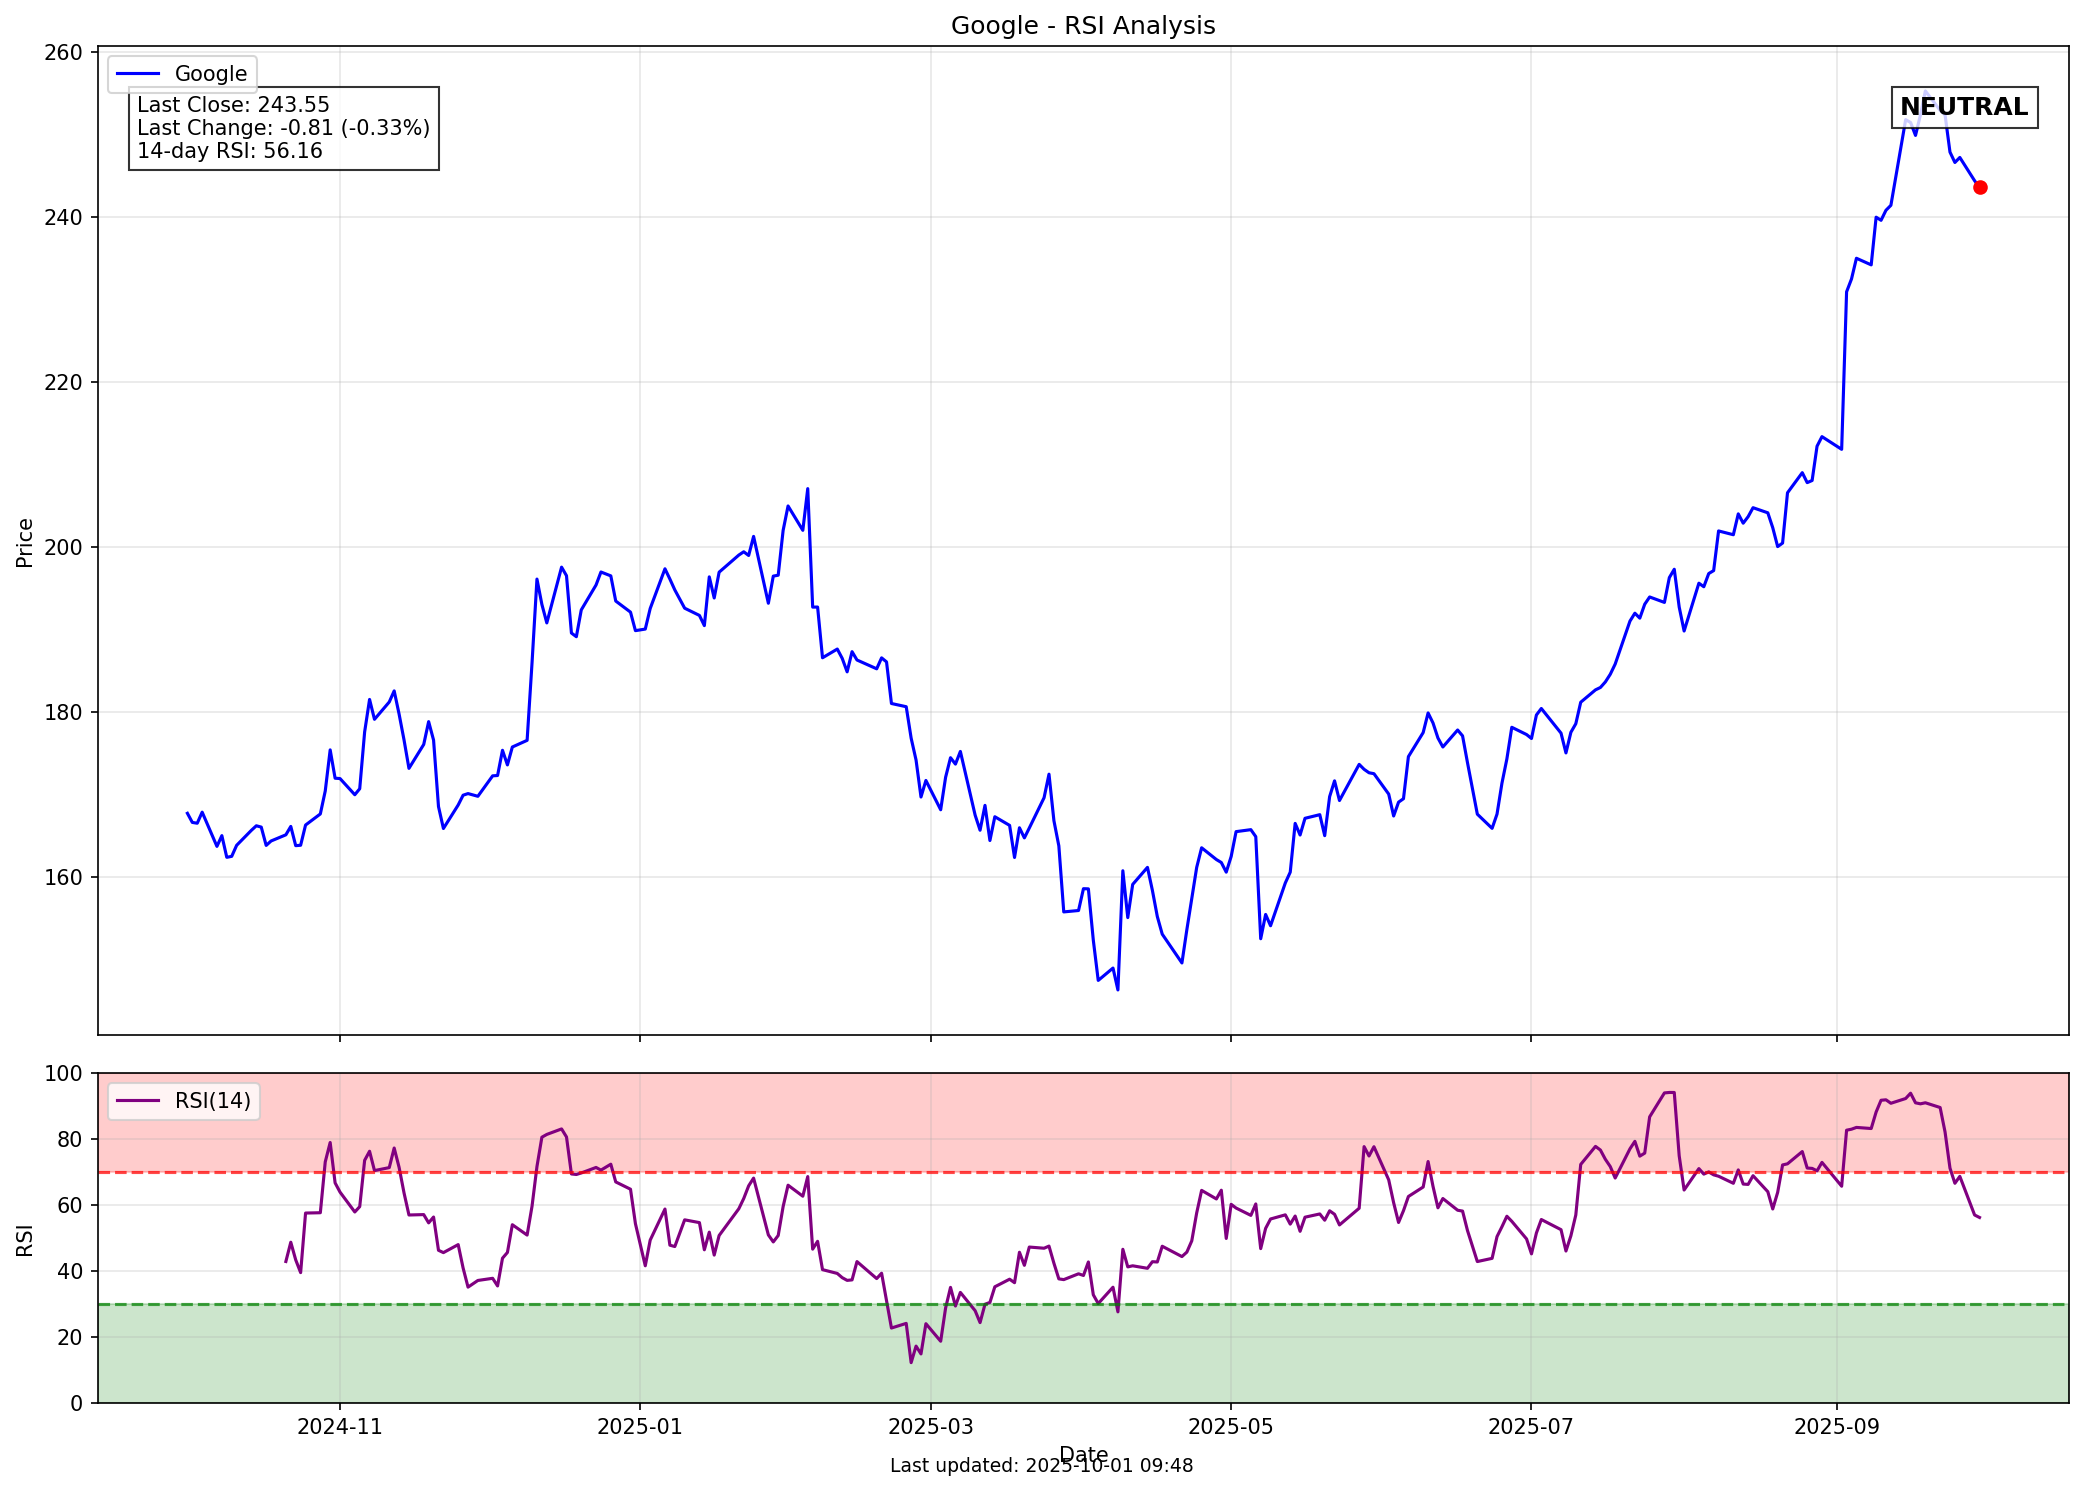 Google - RSI Analysis
Google
Last Close: 243.55
Last Change: -0.81 (-0.33%)
14-day RSI: 56.16
NEUTRAL
Price
260
240
220
200
180
160
RSI(14)
RSI
100
80
60
40
20
0
2024-11
2025-01
2025-03
2025-05
2025-07
2025-09
Date
Last updated: 2025-10-01 09:48